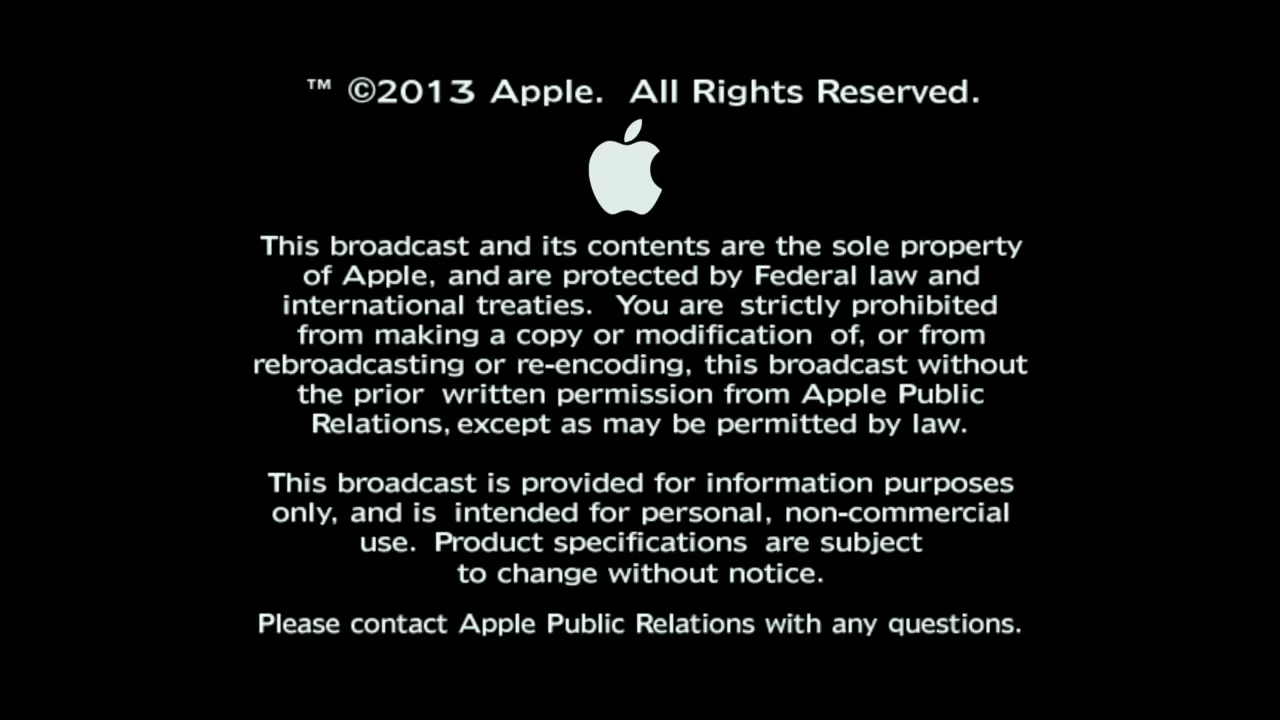 ™ ©2013 Apple. All Rights Reserved.
This broadcast and its contents are the sole property
of Apple, and are protected by Federal law and
international treaties. You are strictly prohibited
from making a copy or modification of, or from
rebroadcasting or re-encoding, this broadcast without
the prior written permission from Apple Public
Relations, except as may be permitted by law.
This broadcast is provided for information purposes
only, and is intended for personal, non-commercial
use. Product specifications are subject
to change without notice.
Please contact Apple Public Relations with any questions.